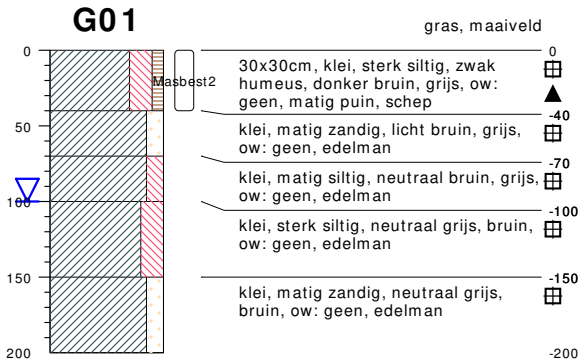 G01
gras, maaiveld
0
0
30x30cm, klei, sterk siltig, zwak
humeus, donker bruin, grijs, ow:
geen, matig puin, schep
Masbest2
-40
50
klei, matig zandig, licht bruin, grijs,
ow: geen, edelman
-70
klei, matig siltig, neutraal bruin, grijs,
ow: geen, edelman
100
-100
klei, sterk siltig, neutraal grijs, bruin,
ow: geen, edelman
150
-150
klei, matig zandig, neutraal grijs,
bruin, ow: geen, edelman
200
-200